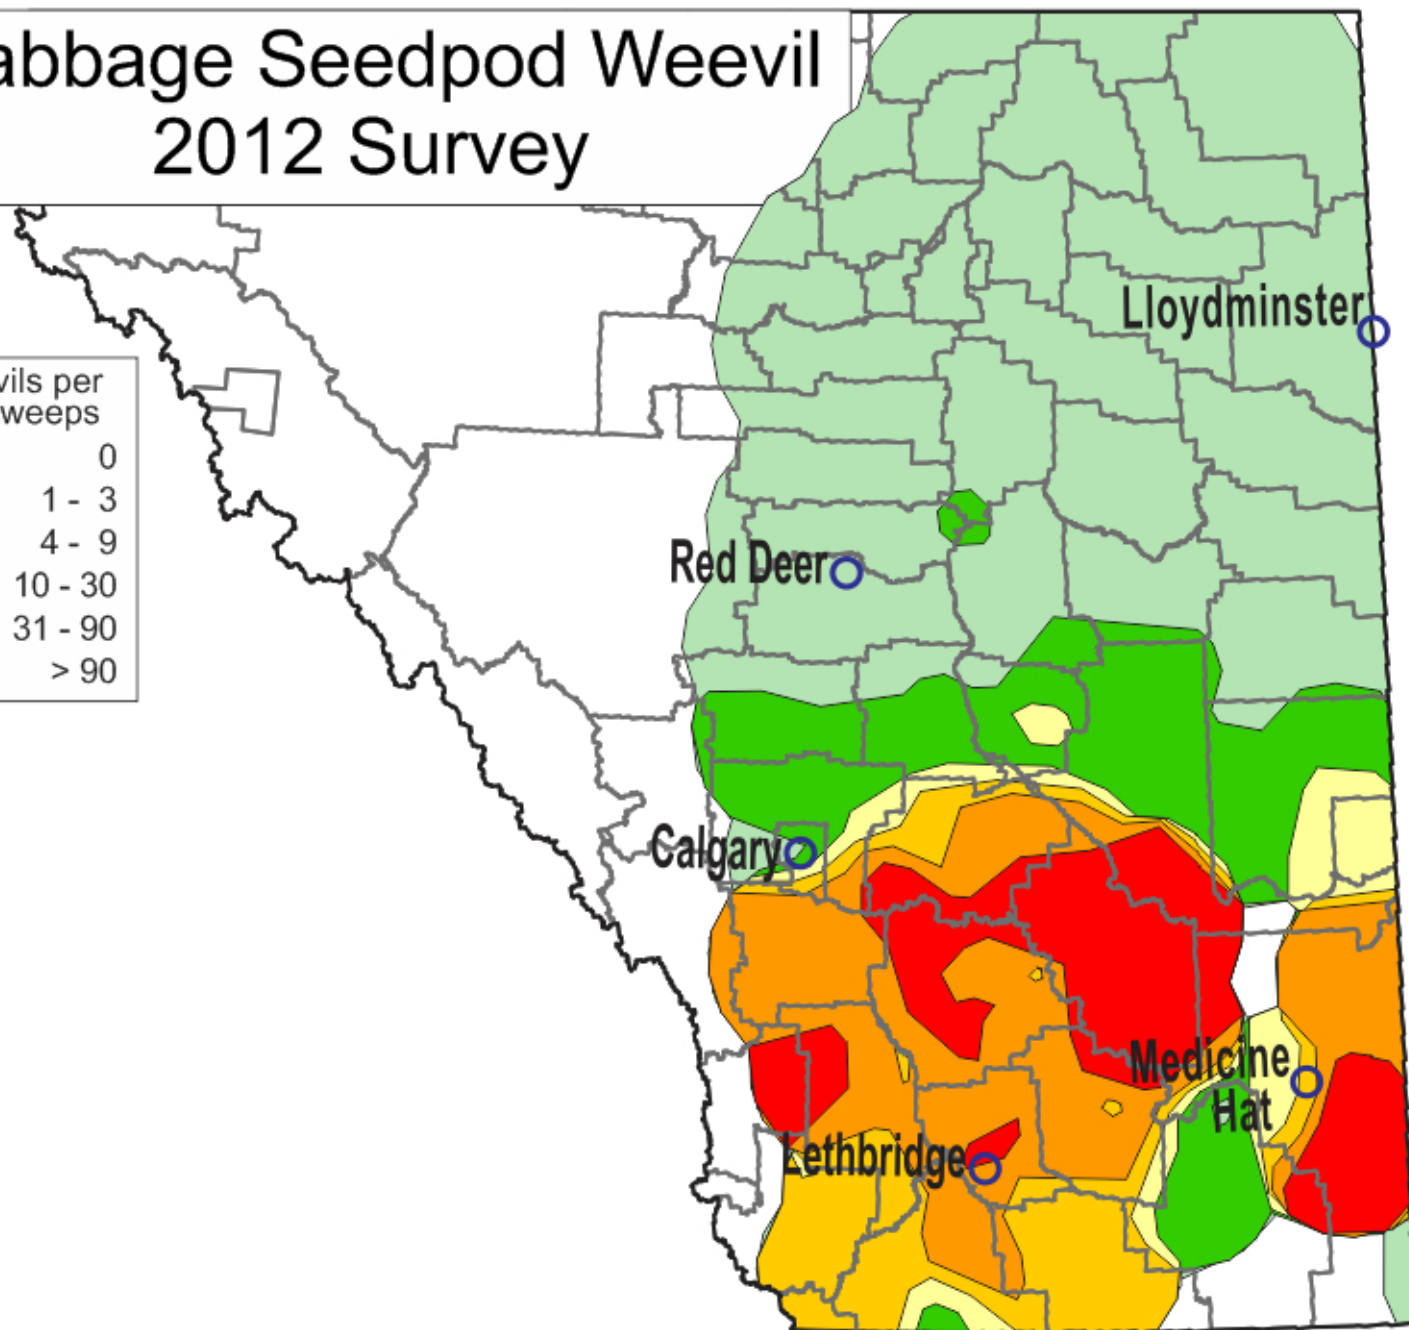 abbage Seedpod Weevil
2012 Survey
Lloydminster
vils per
weeps
0
1 - 3
4 - 9
10 - 30
31 - 90
> 90
Red Deer
Calgary
Medicine
Hat
Lethbridge